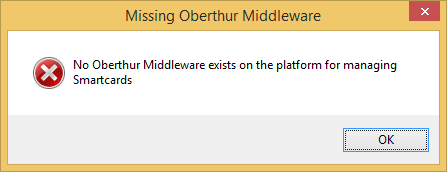 Missing Oberthur Middleware
No Oberthur Middleware exists on the platform for managing
Smartcards
OK